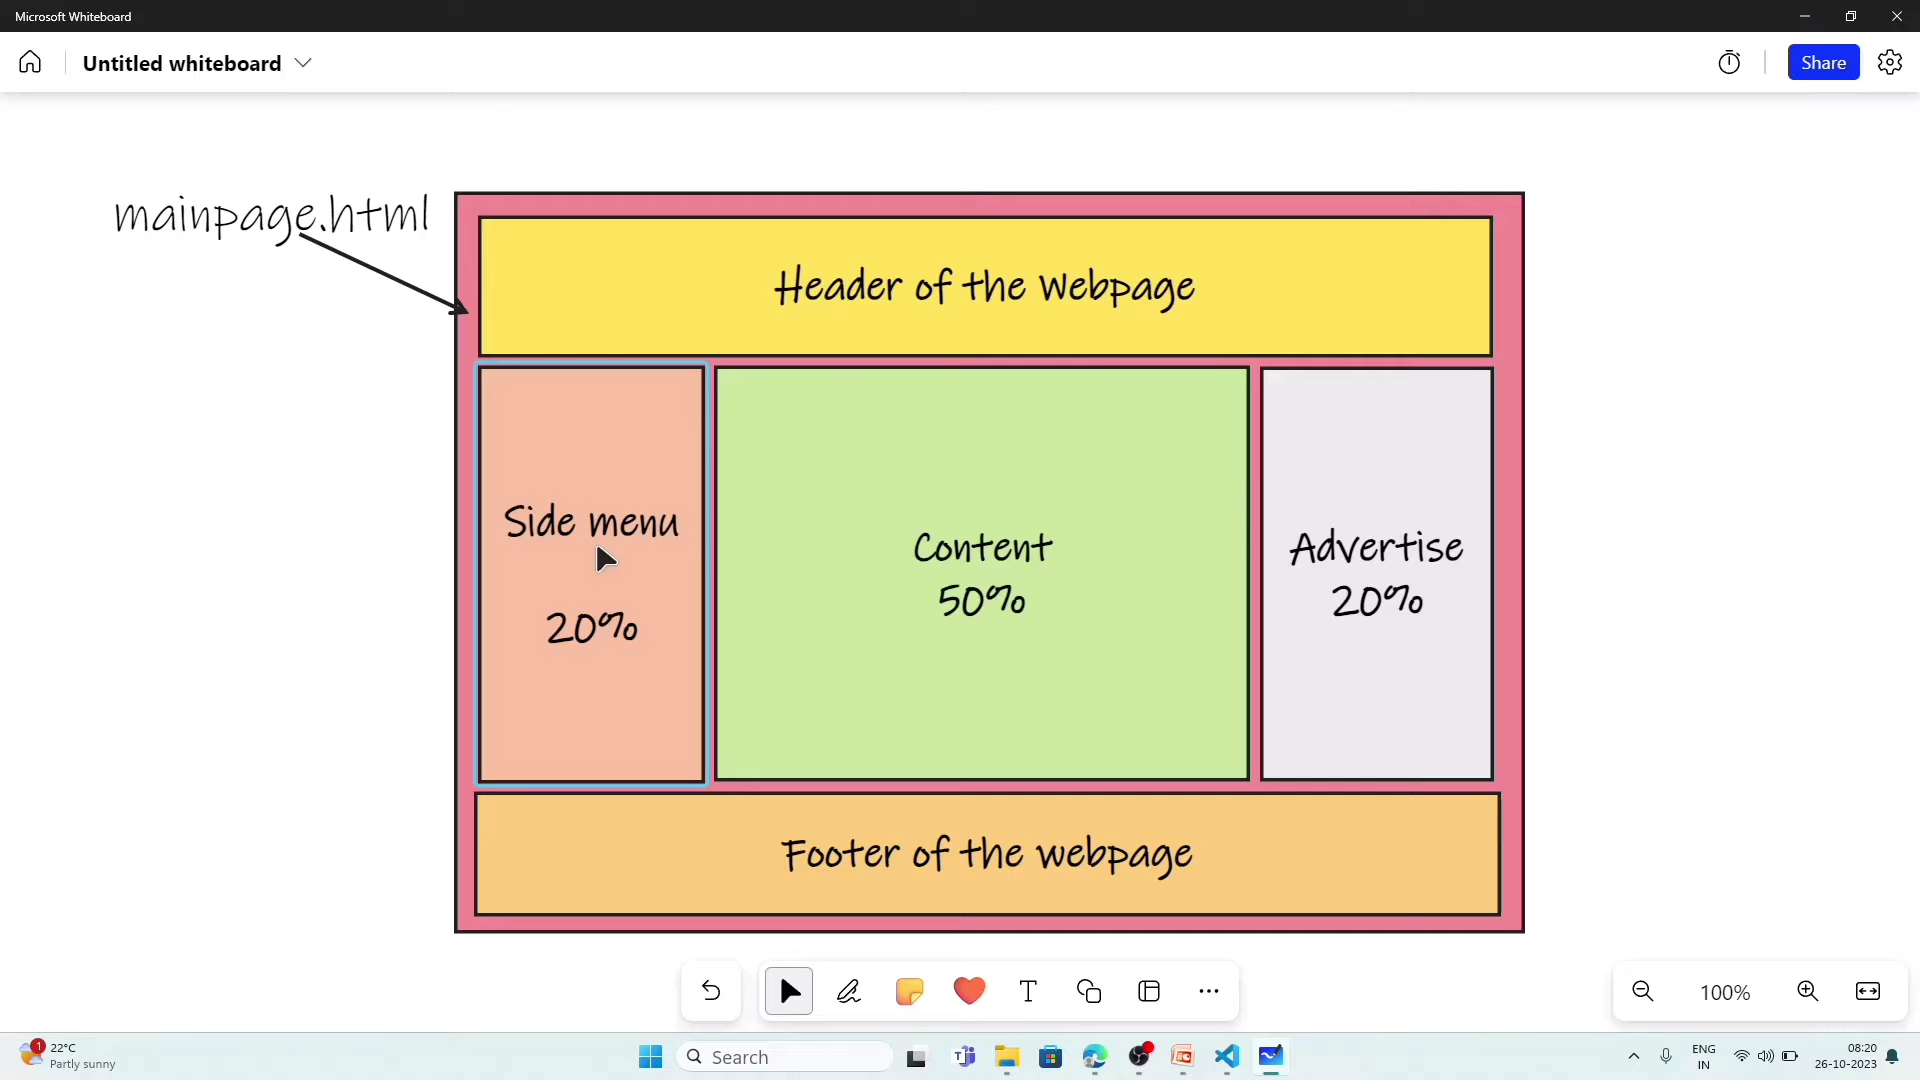 Microsoft Whiteboard
Untitled whiteboard
Share
mainpage.html
Header of the Webpage
Side menu
20%
Content
50%
Advertise
20%
Footer of the webpage
100%
1
22°C
Partly sunny
Search
ENG
IN
08:20
26-10-2023